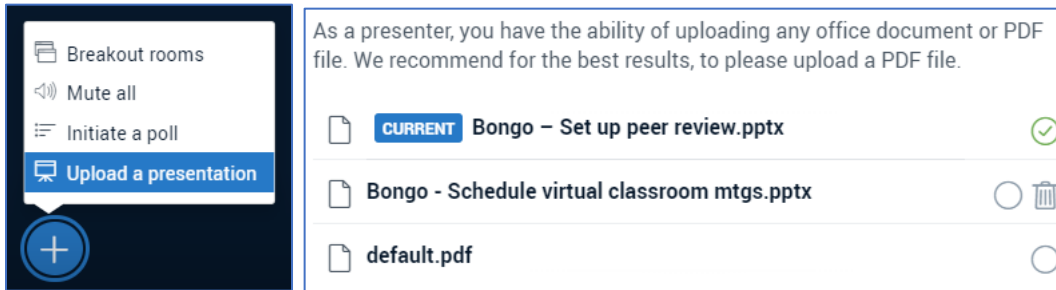 Breakout rooms
Mute all
Initiate a poll
Upload a presentation
As a presenter, you have the ability of uploading any office document or PDF
file. We recommend for the best results, to please upload a PDF file.
CURRENT Bongo – Set up peer review.pptx
Bongo - Schedule virtual classroom mtgs.pptx
default.pdf